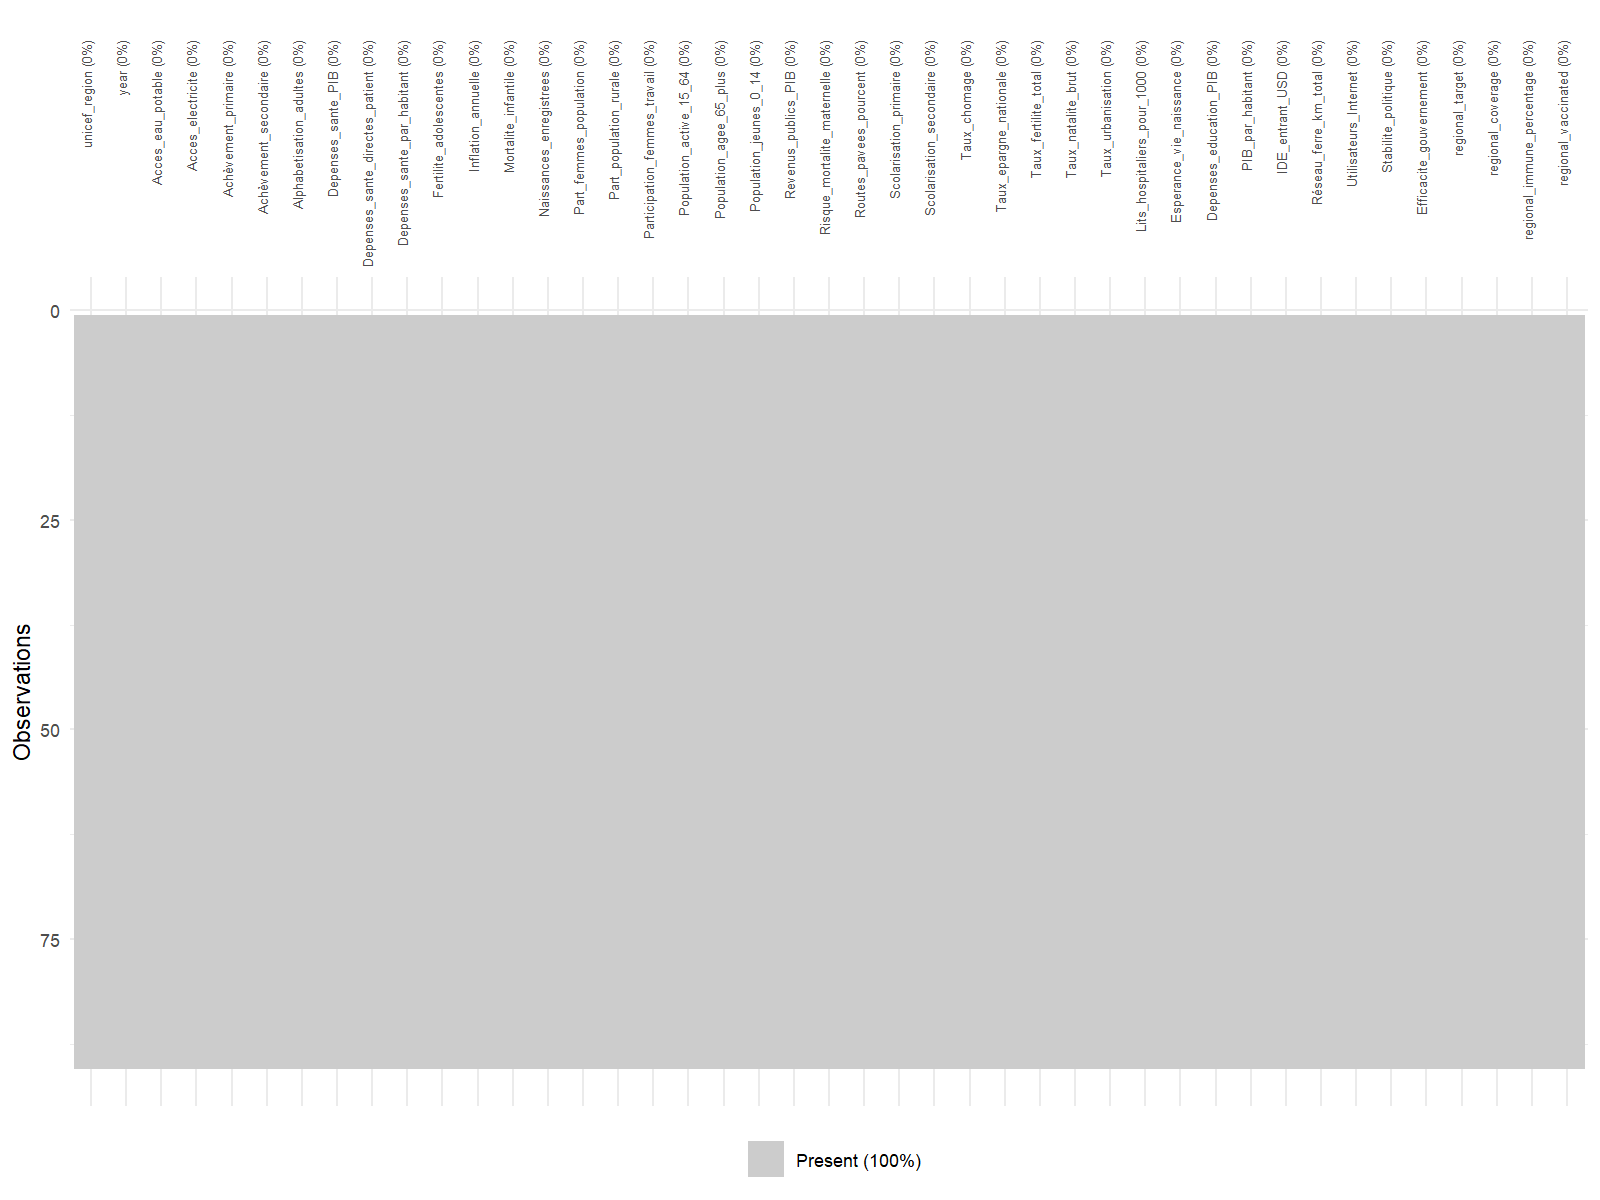 unicef_region (0%)
year (0%)
Acces_eau_potable (0%)
Acces_electricite (0%)
Achèvement_primaire (0%)
Achèvement_secondaire (0%)
Alphabetisation_adultes (0%)
Depenses_sante_PIB (0%)
Depenses_sante_directes_patient (0%)
Depenses_sante_par_habitant (0%)
Fertilite_adolescentes (0%)
Inflation_annuelle (0%)
Mortalite_infantile (0%)
Naissances_enregistrees (0%)
Part_femmes_population (0%)
Part_population_rurale (0%)
Participation_femmes_travail (0%)
Population_active_15_64 (0%)
Population_agee_65_plus (0%)
Population_jeunes_0_14 (0%)
Revenus_publics_PIB (0%)
Risque_mortalite_maternelle (0%)
Routes_pavees_pourcent (0%)
Scolarisation_primaire (0%)
Scolarisation_secondaire (0%)
Taux_chomage (0%)
Taux_epargne_nationale (0%)
Taux_fertilite_total (0%)
Taux_natalite_brut (0%)
Taux_urbanisation (0%)
Lits_hospitaliers_pour_1000 (0%)
Esperance_vie_naissance (0%)
Depenses_education_PIB (0%)
PIB_par_habitant (0%)
IDE_entrant_USD (0%)
Réseau_ferre_km_total (0%)
Utilisateurs_Internet (0%)
Stabilite_politique (0%)
Efficacite_gouvernement (0%)
regional_target (0%)
regional_coverage (0%)
regional_immune_percentage (0%)
regional_vaccinated (0%)
0
25
50
75
Observations
Present (100%)